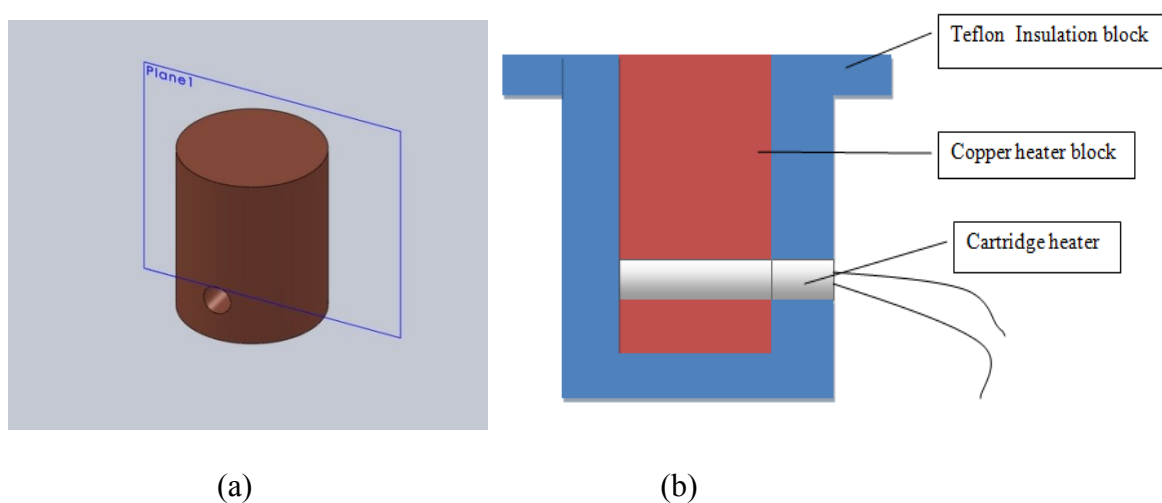 Plane1
Teflon Insulation block
Copper heater block
Cartridge heater
(a)
(b)